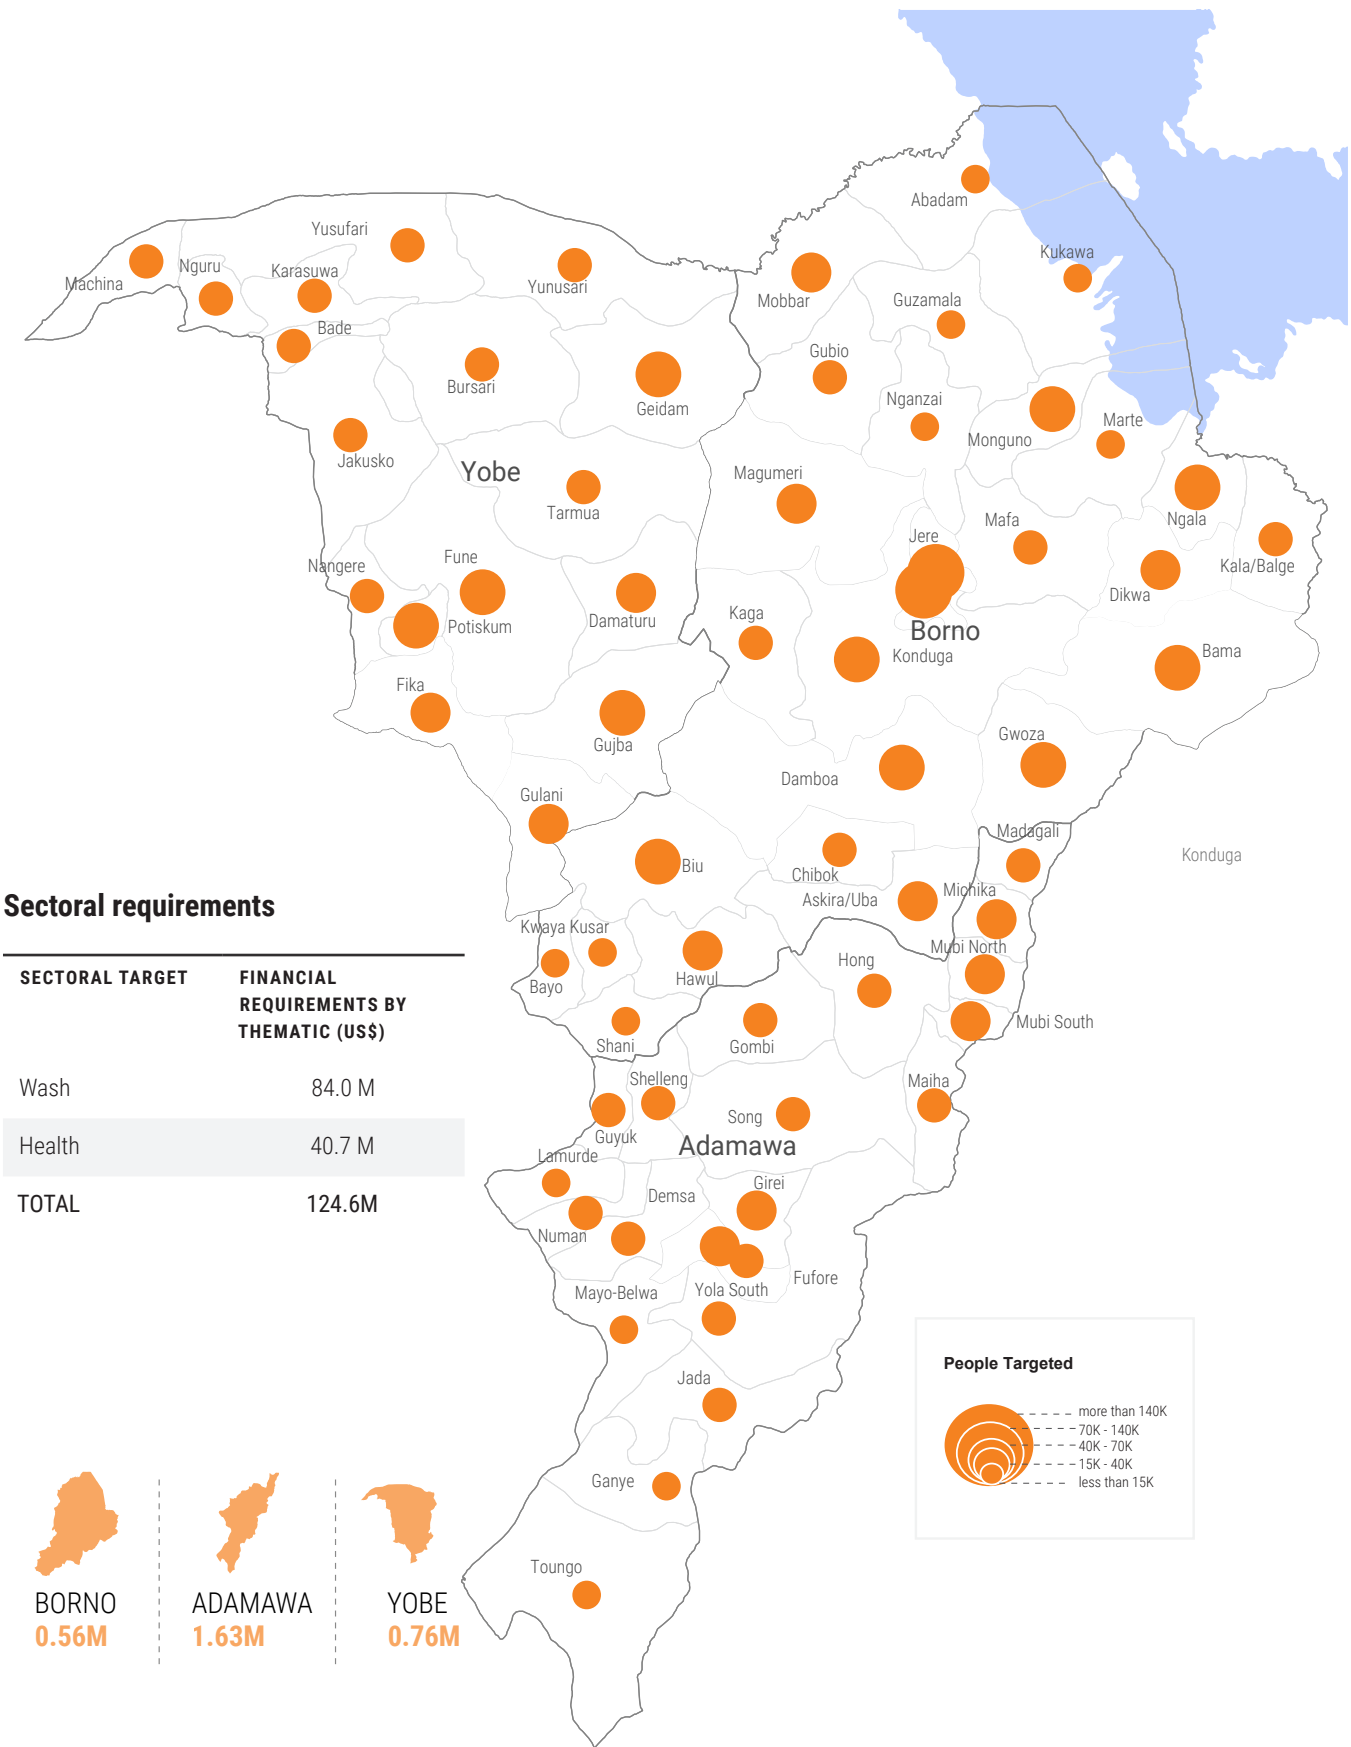 Abadam
Yusufari
Kukawa
Nguru
Karasuwa
Machina
Yunusari
Mobbar
Guzamala
Bade
Gubio
Bursari
Nganzai
Geidam
Marte
Monguno
Jakusko
Yobe
Magumeri
Tarmua
Mafa
Ngala
Jere
Fune
Nangere
Kala/Balge
Dikwa
Kaga
Damaturu
Potiskum
Borno
Konduga
Bama
Fika
Gwoza
Gujba
Damboa
Gulani
Madagali
Konduga
Biu
Chibok
Michika
Askira/Uba
Sectoral requirements
Kwaya Kusar
Mubi North
Hong
Hawul
Bayo
SECTORAL TARGET
FINANCIAL
REQUIREMENTS BY
THEMATIC (US$)
Mubi South
Shani
Gombi
Shelleng
Maiha
Wash 84.0 M
Song
Guyuk
Health 40.7 M
Adamawa
Lamurde
Girei
Demsa
TOTAL 124.6M
Numan
Fufore
Mayo-Belwa
Yola South
Jada
Ganye
Toungo
People Targeted
more than 140K
70K - 140K
40K - 70K
15K - 40K
less than 15K
BORNO
0.56M
ADAMAWA
1.63M
YOBE
0.76M